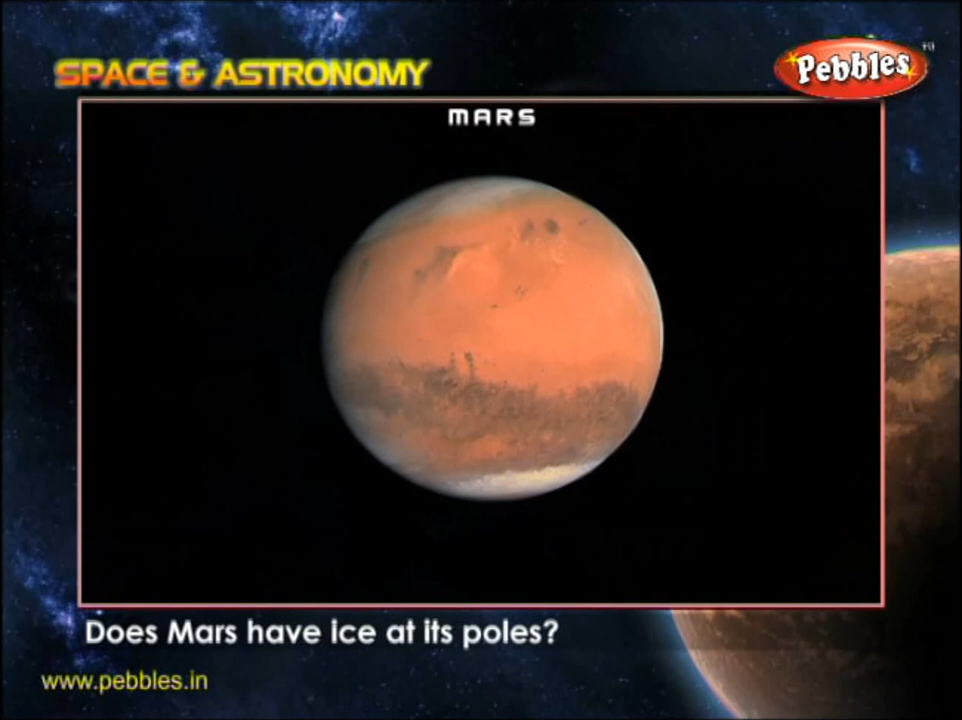 SPACE & ASTRONOMY
Pebbles
MARS
Does Mars have ice at its poles?
www.pebbles.in